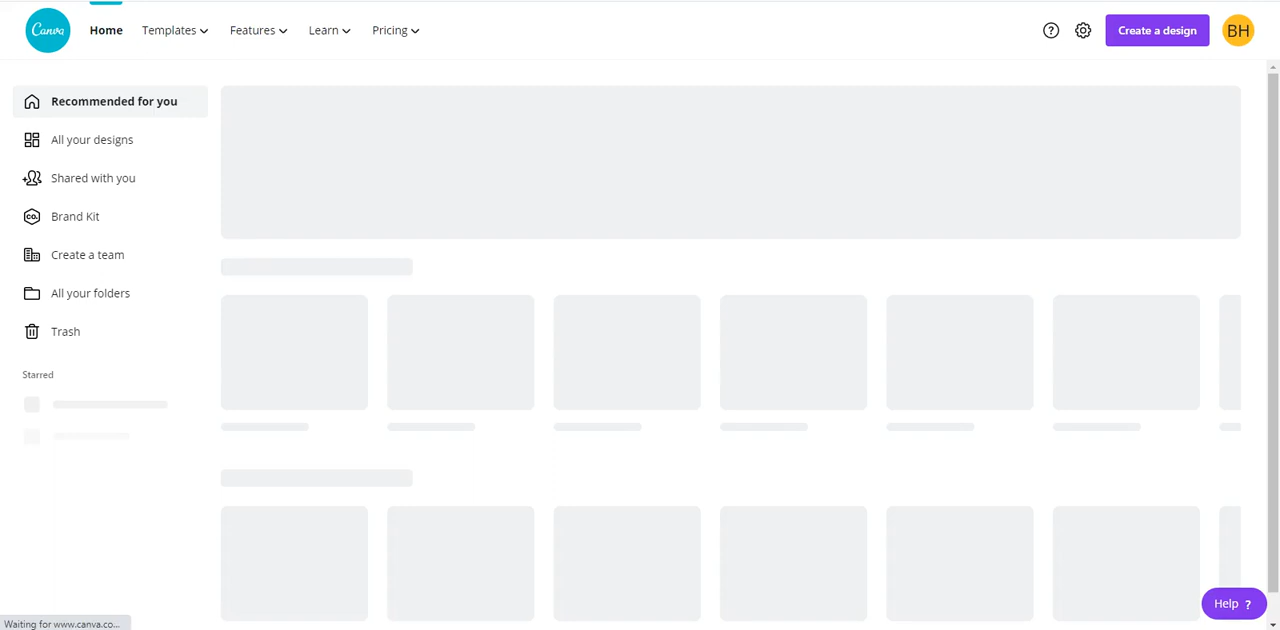 Canva
Home
Templates
Features
Learn
Pricing
Create a design
BH
Recommended for you
All your designs
Shared with you
Brand Kit
CO.
Create a team
All your folders
Trash
Starred
Help ?
Waiting for www.canva.co...